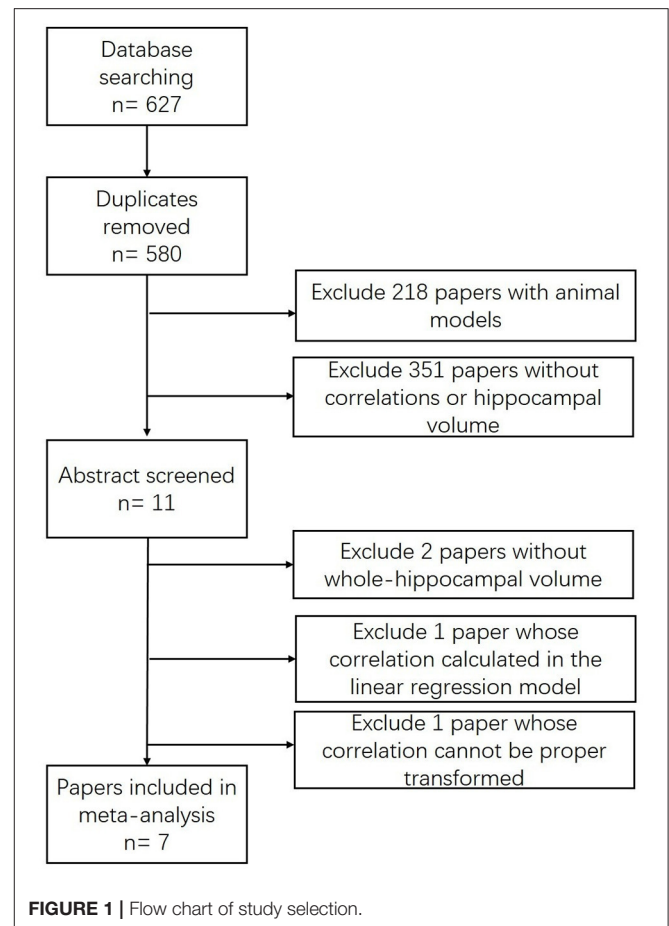 Database
searching
n= 627
Duplicates
removed
n= 580
Exclude 218 papers with animal
models
Exclude 351 papers without
correlations or hippocampal
volume
Abstract screened
n= 11
Exclude 2 papers without
whole-hippocampal volume
Exclude 1 paper whose
correlation calculated in the
linear regression model
Exclude 1 paper whose
correlation cannot be proper
transformed
Papers included in
meta-analysis
n= 7
FIGURE 1 | Flow chart of study selection.